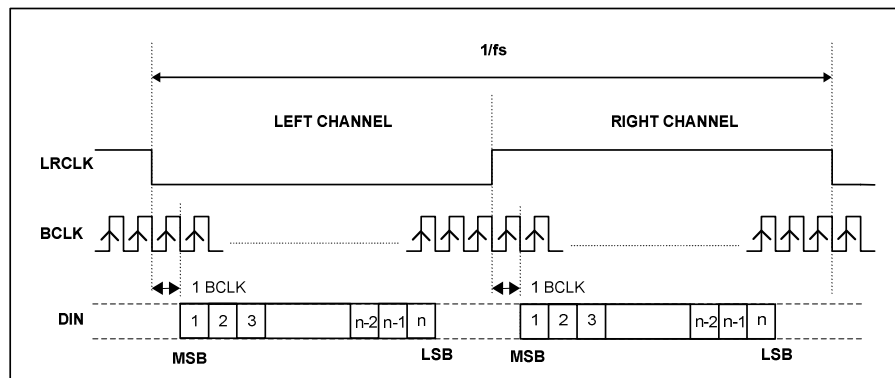 1/fs
LEFT CHANNEL RIGHT CHANNEL
LRCLK
BCLK
1 BCLK 1 BCLK
DIN 1 2 3 n-2 n-1 n 1 2 3 n-2 n-1 n
MSB LSB MSB LSB